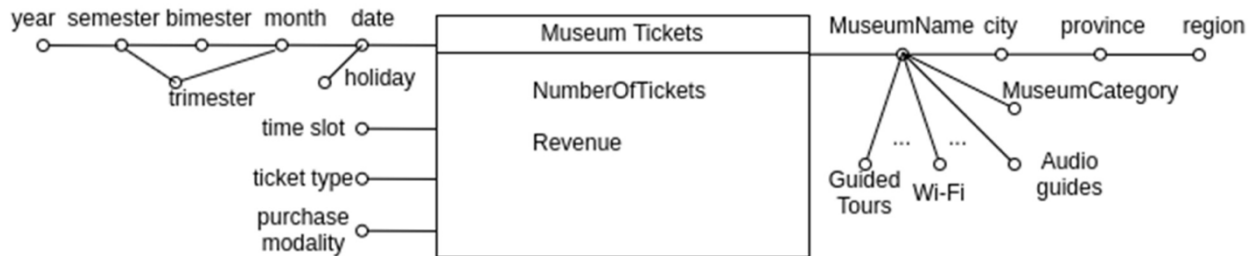 year semester bimester month date
Museum Tickets
MuseumName city province region
holiday
trimester
NumberOfTickets
MuseumCategory
time slot
Revenue
...
...
Audio
guides
ticket type
Guided
Tours
Wi-Fi
purchase
modality